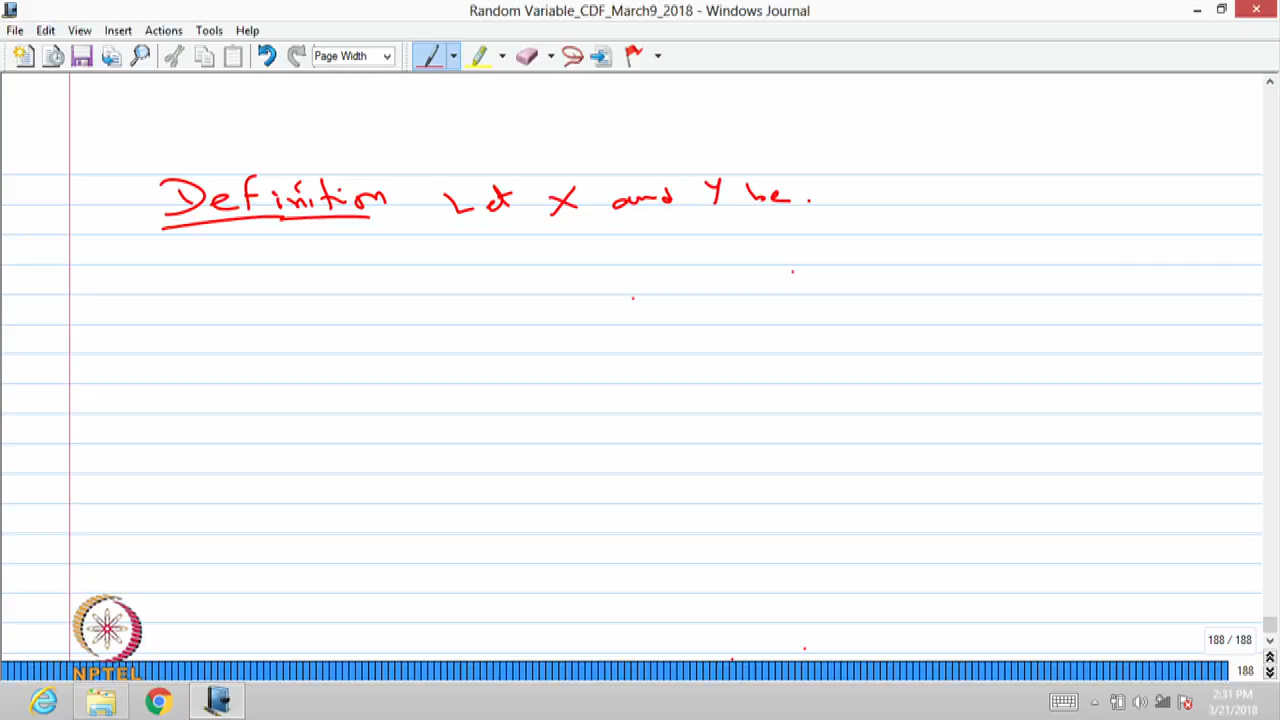 Random Variable_CDF_March9_2018 - Windows Journal
File Edit View Insert Actions Tools Help
Page Width
Definition Let X and Y be.
188 / 188
188
NPTEL
2:31 PM
3/21/2018